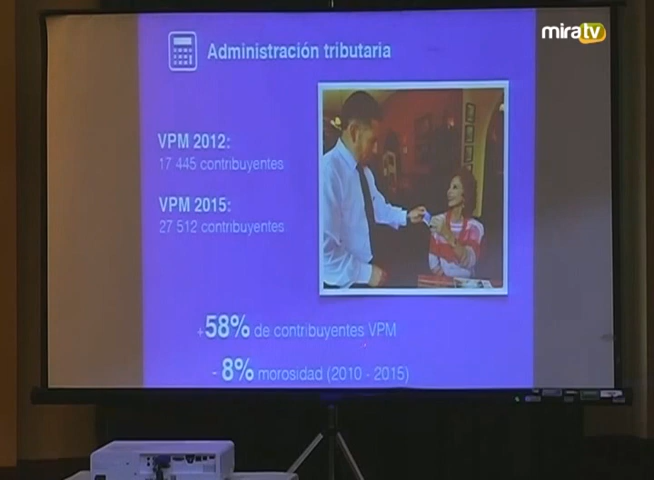 miratv
Administración tributaria
VPM 2012:
17 445 contribuyentes
VPM 2015:
27 512 contribuyentes
+58% de contribuyentes VPM
- 8% morosidad (2010 - 2015)